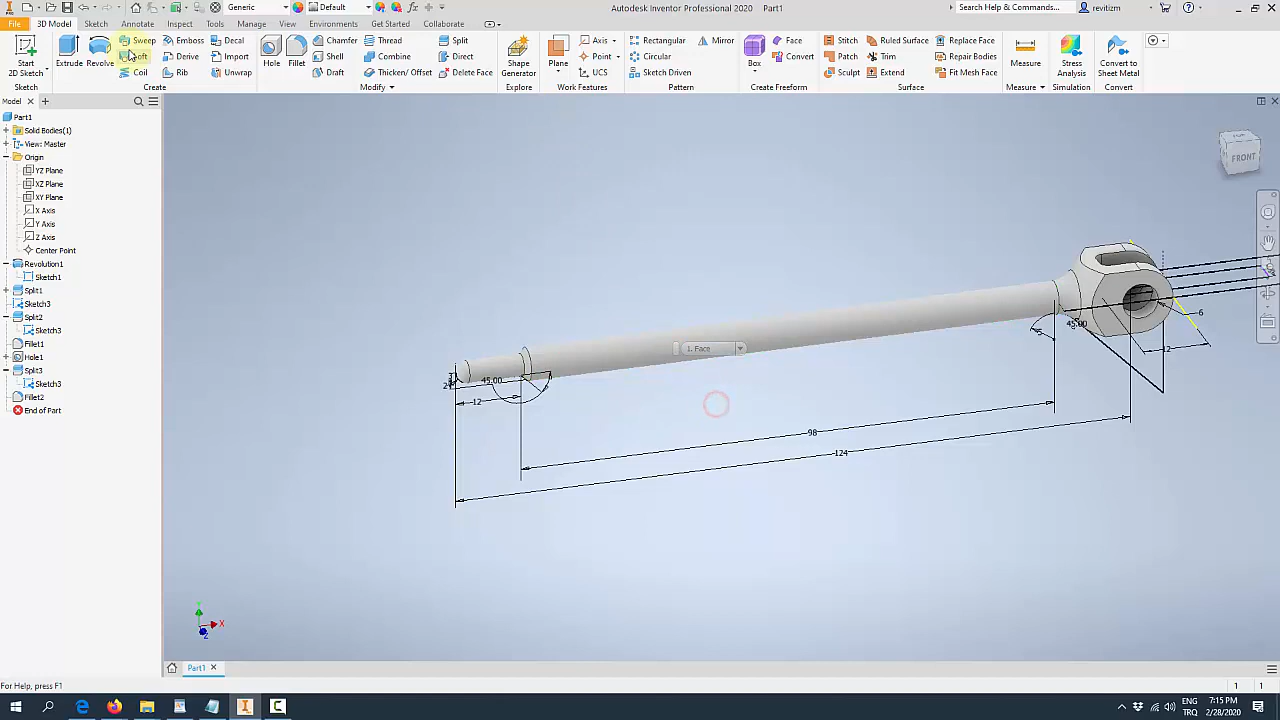 Generic
Default
Autodesk Inventor Professional 2020 Part1
Search Help & Commands...
revitizm
File
3D Model
Sketch
Annotate
Inspect
Tools
Manage
View
Environments
Get Started
Collaborate
Start
2D Sketch
Sketch
Extrude
Revolve
Sweep
Loft
Coil
Emboss
Derive
Rib
Decal
Import
Unwrap
Create
Hole
Fillet
Chamfer
Shell
Draft
Thread
Combine
Thicken/ Offset
Split
Direct
Delete Face
Modify
Shape
Generator
Explore
Plane
Axis
Point
UCS
Work Features
Rectangular
Circular
Sketch Driven
Mirror
Pattern
Box
Face
Convert
Create Freeform
Stitch
Patch
Sculpt
Ruled Surface
Trim
Extend
Replace Face
Repair Bodies
Fit Mesh Face
Surface
Measure
Measure
Stress
Analysis
Simulation
Convert to
Sheet Metal
Convert
Model
Part1
Solid Bodies(1)
View: Master
Origin
YZ Plane
XZ Plane
XY Plane
X Axis
Y Axis
Z Axis
Center Point
Revolution1
Sketch1
Split1
Sketch3
Split2
Sketch3
Fillet1
Hole1
Split3
Sketch3
Fillet2
End of Part
FRONT
1. Face
45.00
12
98
124
45.00
6
12
Y
X
Z
Part1
For Help, press F1
1
1
ENG
TRQ
7:15 PM
2/28/2020